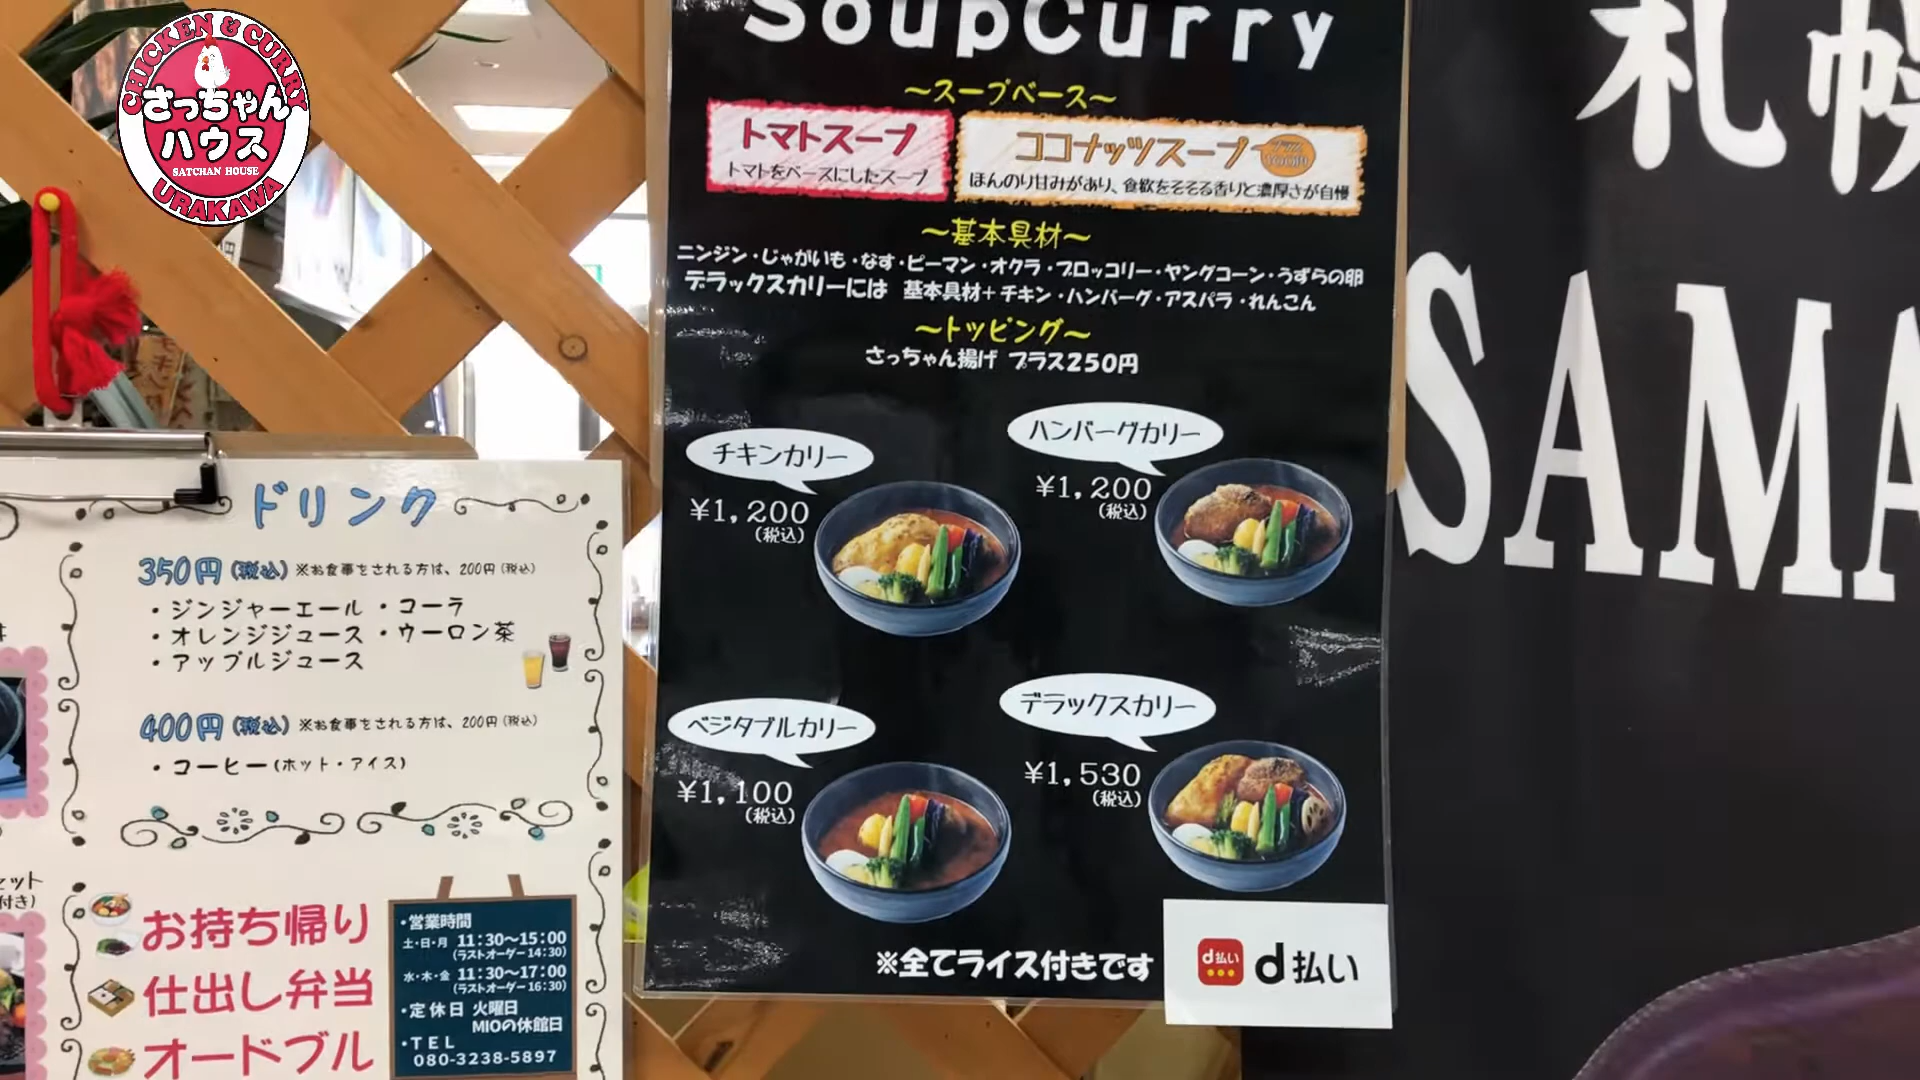 CHICKEN & CURRY
さっちゃん
ハウス
SATCHAN HOUSE
URAKAWA
SoupCurry
～スープベース～
トマトスープ
トマトをベースにしたスープ
ココナッツスープ プラス100円
ほんのり甘みがあり、食欲をそそる香りと濃厚さが自慢
～基本具材～
ニンジン・じゃがいも・なす・ピーマン・オクラ・ブロッコリー・ヤングコーン・うずらの卵
デラックスカリーには 基本具材＋チキン・ハンバーグ・アスパラ・れんこん
～トッピング～
さっちゃん揚げ プラス250円
チキンカリー
¥1,200
(税込)
ハンバーグカリー
¥1,200
(税込)
ベジタブルカリー
¥1,100
(税込)
デラックスカリー
¥1,530
(税込)
※全てライス付きです
d払い
d払い
ドリンク
350円(税込) ※お食事をされる方は、200円(税込)
・ジンジャーエール ・コーラ
・オレンジジュース ・ウーロン茶
・アップルジュース
400円(税込) ※お食事をされる方は、200円(税込)
・コーヒー(ホット・アイス)
セット
付き)
お持ち帰り
仕出し弁当
オードブル
・営業時間
土・日・月 11:30～15:00
(ラストオーダー14:30)
水・木・金 11:30～17:00
(ラストオーダー16:30)
・定休日 火曜日
MIOの休館日
・TEL
080-3238-5897
札幌
SAMA